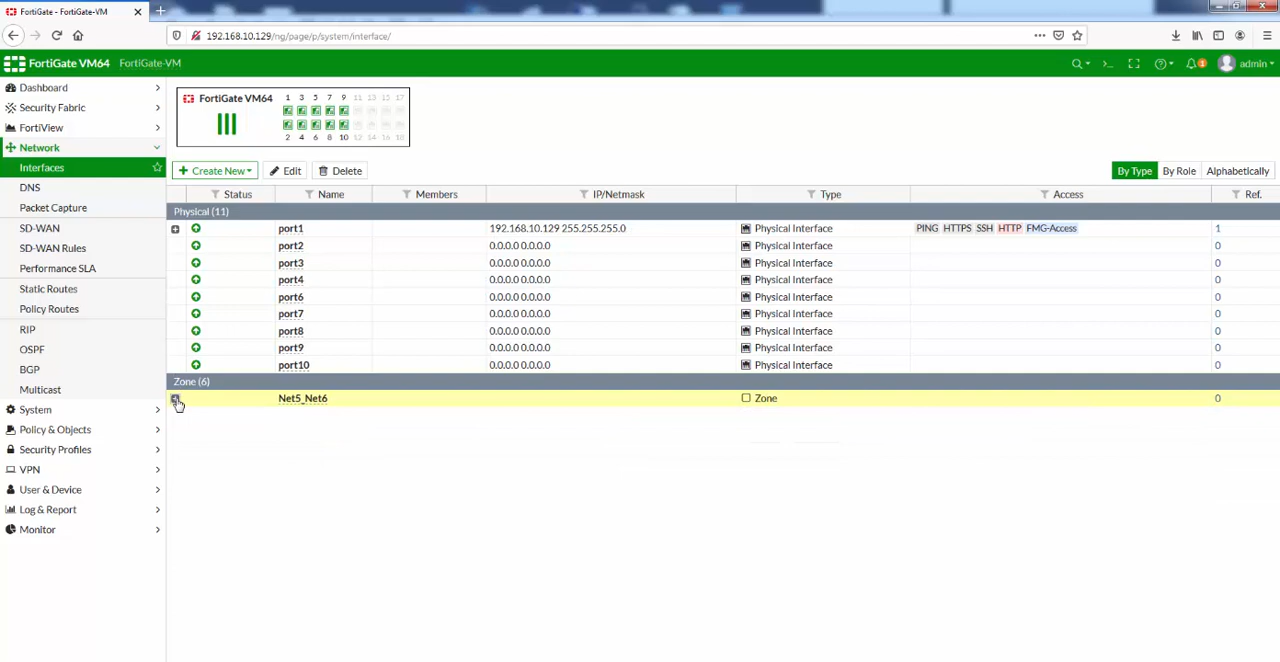 FortiGate - FortiGate-VM
192.168.10.129/ng/page/p/system/interface/
FortiGate VM64 FortiGate-VM
1 admin
Dashboard
Security Fabric
FortiView
Network
Interfaces
DNS
Packet Capture
SD-WAN
SD-WAN Rules
Performance SLA
Static Routes
Policy Routes
RIP
OSPF
BGP
Multicast
System
Policy & Objects
Security Profiles
VPN
User & Device
Log & Report
Monitor
FortiGate VM64
1 3 5 7 9 11 13 15 17
2 4 6 8 10 12 14 16 18
Create New Edit Delete By Type By Role Alphabetically
Status Name Members IP/Netmask Type Access Ref.
Physical (11)
port1 192.168.10.129 255.255.255.0 Physical Interface PING HTTPS SSH HTTP FMG-Access 1
port2 0.0.0.0 0.0.0.0 Physical Interface 0
port3 0.0.0.0 0.0.0.0 Physical Interface 0
port4 0.0.0.0 0.0.0.0 Physical Interface 0
port6 0.0.0.0 0.0.0.0 Physical Interface 0
port7 0.0.0.0 0.0.0.0 Physical Interface 0
port8 0.0.0.0 0.0.0.0 Physical Interface 0
port9 0.0.0.0 0.0.0.0 Physical Interface 0
port10 0.0.0.0 0.0.0.0 Physical Interface 0
Zone (6)
Net5_Net6 Zone 0